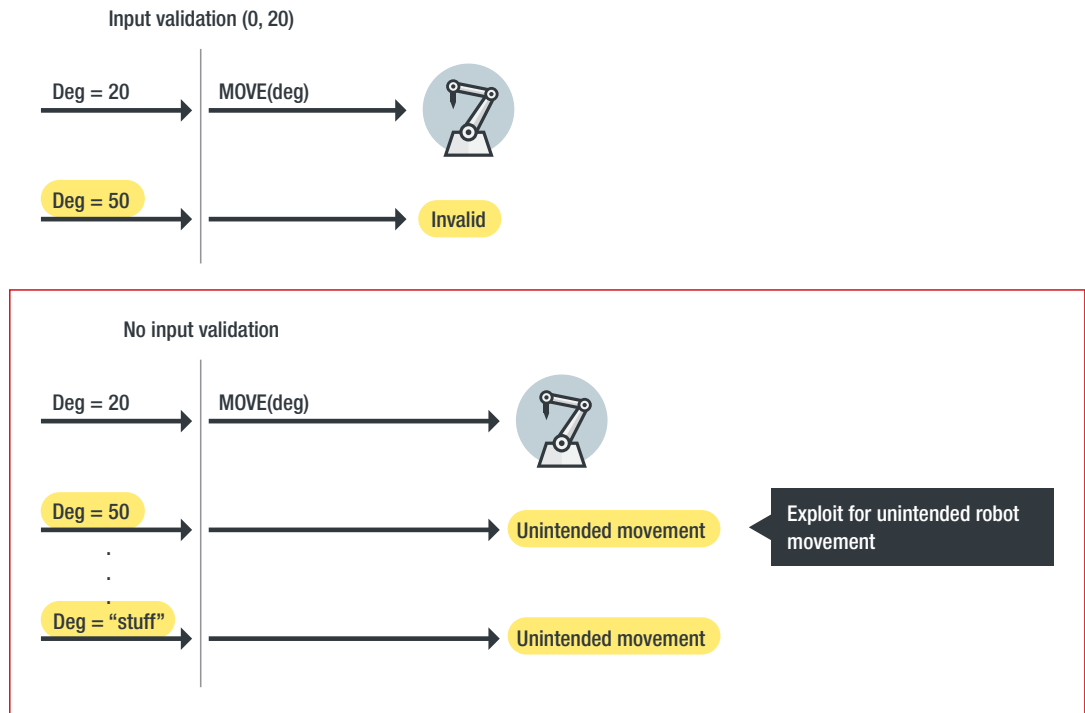 Input validation (0, 20)
Deg = 20
MOVE(deg)
Deg = 50
Invalid
No input validation
Deg = 20
MOVE(deg)
Deg = 50
Unintended movement
Exploit for unintended robot
movement
.
.
.
Deg = “stuff”
Unintended movement